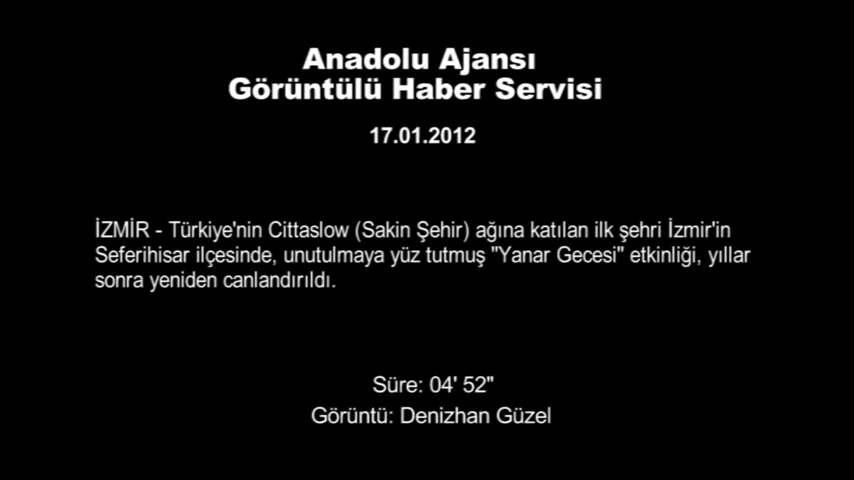 Anadolu Ajansı
Görüntülü Haber Servisi
17.01.2012
İZMİR - Türkiye'nin Cittaslow (Sakin Şehir) ağına katılan ilk şehri İzmir'in
Seferihisar ilçesinde, unutulmaya yüz tutmuş "Yanar Gecesi" etkinliği, yıllar
sonra yeniden canlandırıldı.
Süre: 04' 52"
Görüntü: Denizhan Güzel